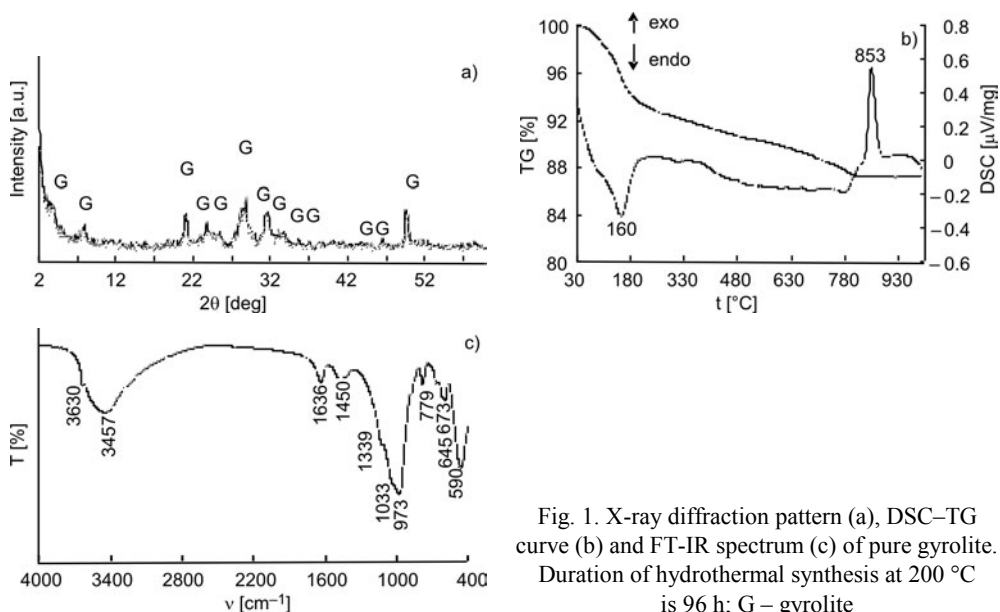 a)
Intensity [a.u.]
G G G G G G G G G G G G G
2 12 22 32 42 52
2θ [deg]
b)
exo
endo
853
160
100
96
92
88
84
80
TG [%]
0.8
0.6
0.4
0.2
0
– 0.2
– 0.4
– 0.6
DSC [μV/mg]
30 180 330 480 630 780 930
t [°C]
c)
T [%]
3630
3457
1636
1450
1339
1033
973
779
673
645
590
4000 3400 2800 2200 1600 1000 400
ν [cm⁻¹]
Fig. 1. X-ray diffraction pattern (a), DSC–TG
curve (b) and FT-IR spectrum (c) of pure gyrolite.
Duration of hydrothermal synthesis at 200 °C
is 96 h; G – gyrolite